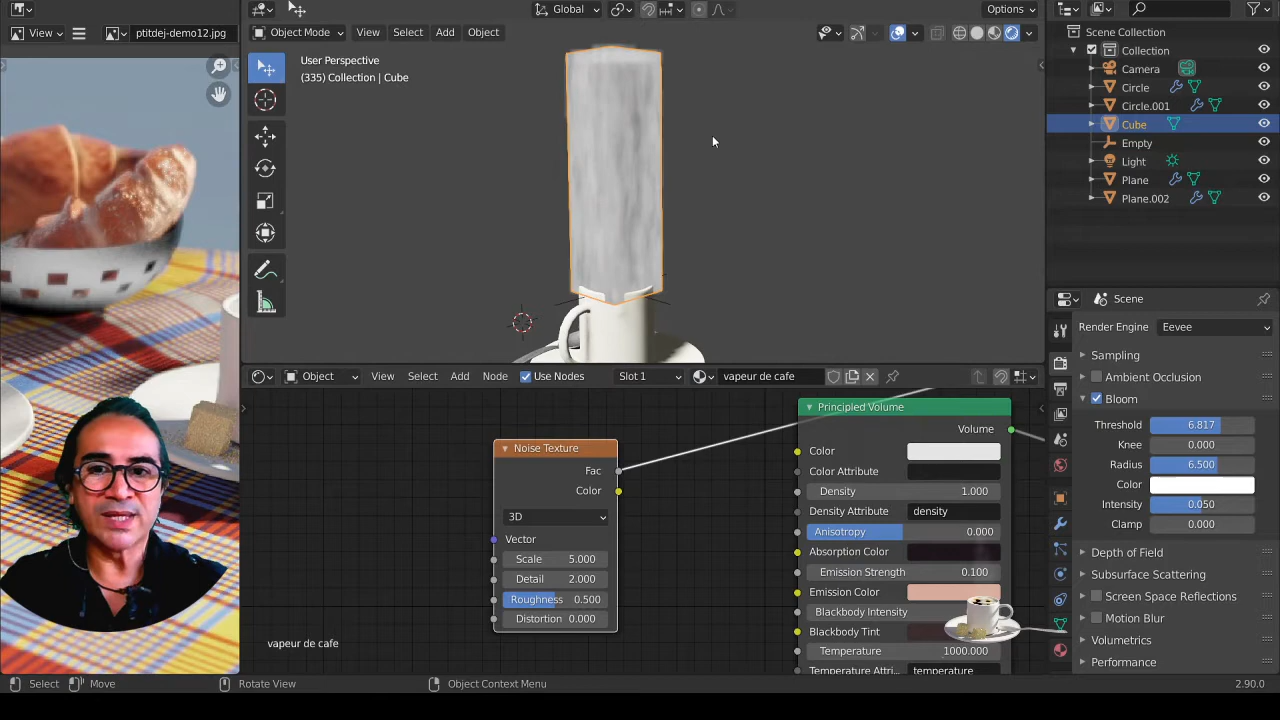 Global
Options
View
ptitdej-demo12.jpg
Object Mode
View
Select
Add
Object
User Perspective
(335) Collection | Cube
Scene Collection
Collection
Camera
Circle
Circle.001
Cube
Empty
Light
Plane
Plane.002
Scene
Render Engine
Eevee
Sampling
Ambient Occlusion
Bloom
Threshold 6.817
Knee 0.000
Radius 6.500
Color
Intensity 0.050
Clamp 0.000
Depth of Field
Subsurface Scattering
Screen Space Reflections
Motion Blur
Volumetrics
Performance
Object
View
Select
Add
Node
Use Nodes
Slot 1
vapeur de cafe
Noise Texture
Fac
Color
3D
Vector
Scale 5.000
Detail 2.000
Roughness 0.500
Distortion 0.000
Principled Volume
Volume
Color
Color Attribute
Density 1.000
Density Attribute density
Anisotropy 0.000
Absorption Color
Emission Strength 0.100
Emission Color
Blackbody Intensity
Blackbody Tint
Temperature 1000.000
Temperature Attri.. temperature
vapeur de cafe
Select
Move
Rotate View
Object Context Menu
2.90.0